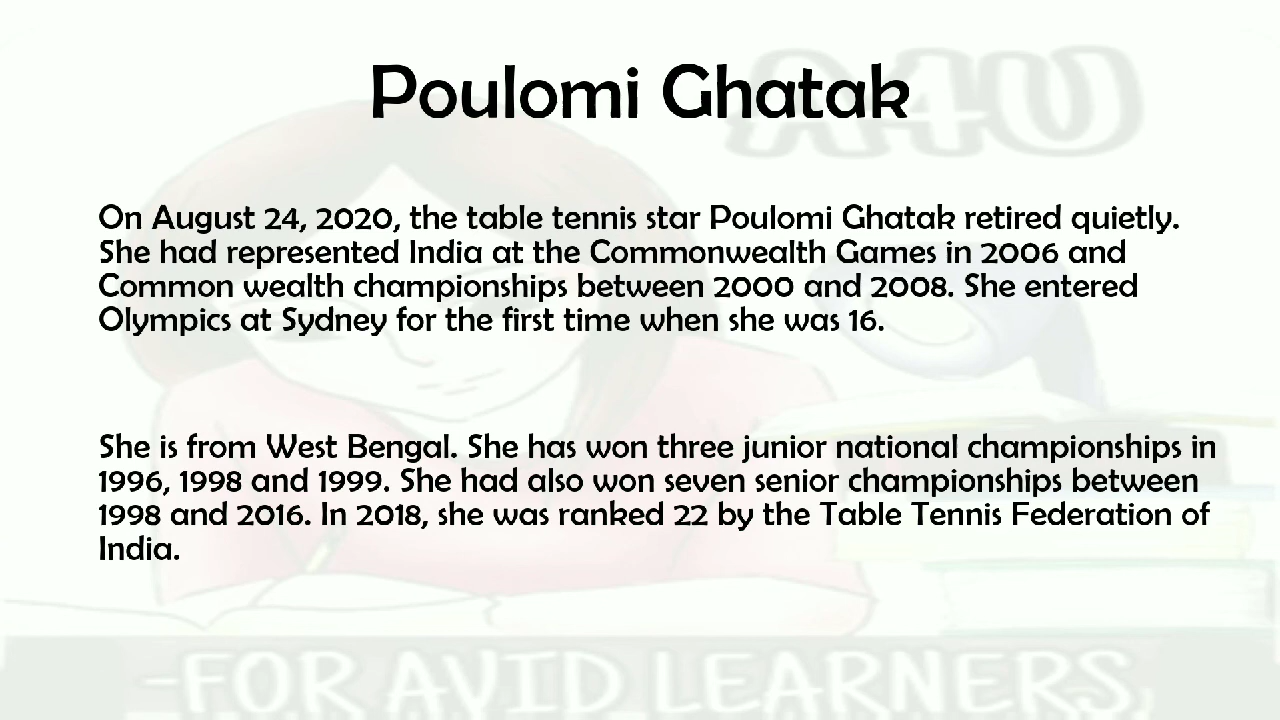 A4U
Poulomi Ghatak
On August 24, 2020, the table tennis star Poulomi Ghatak retired quietly.
She had represented India at the Commonwealth Games in 2006 and
Common wealth championships between 2000 and 2008. She entered
Olympics at Sydney for the first time when she was 16.
She is from West Bengal. She has won three junior national championships in
1996, 1998 and 1999. She had also won seven senior championships between
1998 and 2016. In 2018, she was ranked 22 by the Table Tennis Federation of
India.
-FOR AVID LEARNERS,